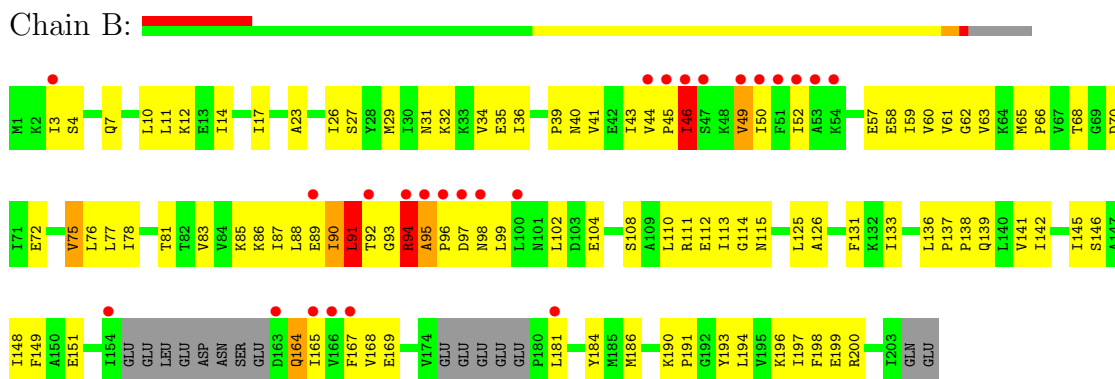 Chain B:
M1 K2 I3 S4 Q7 L10 L11 K12 E13 I14 I17 A23 I26 S27 Y28 M29 I30 N31 K32 K33 V34 E35 I36 P39 N40 V41 E42 I43 V44 P45 I46 S47 K48 V49 I50 F51 I52 A53 K54 E57 E58 I59 V60 V61 G62 V63 K64 M65 P66 V67 T68 G69 D70
I71 E72 V75 L76 L77 I78 T81 T82 V83 V84 K85 K86 I87 L88 E89 I90 L91 T92 G93 R94 A95 P96 D97 N98 L99 L100 N101 L102 D103 E104 S108 A109 L110 R111 E112 I113 G114 N115 L125 A126 F131 K132 I133 L136 P137 P138 Q139 L140 V141 I142 I145 S146 A147
I148 F149 A150 E151 I154 GLU GLU LEU GLU ASP ASN SER GLU D163 Q164 I165 V166 F167 V168 E169 V174 GLU GLU GLU GLU GLU P180 L181 Y184 M185 M186 K190 P191 G192 Y193 L194 V195 K196 I197 F198 E199 R200 I203 GLN GLU